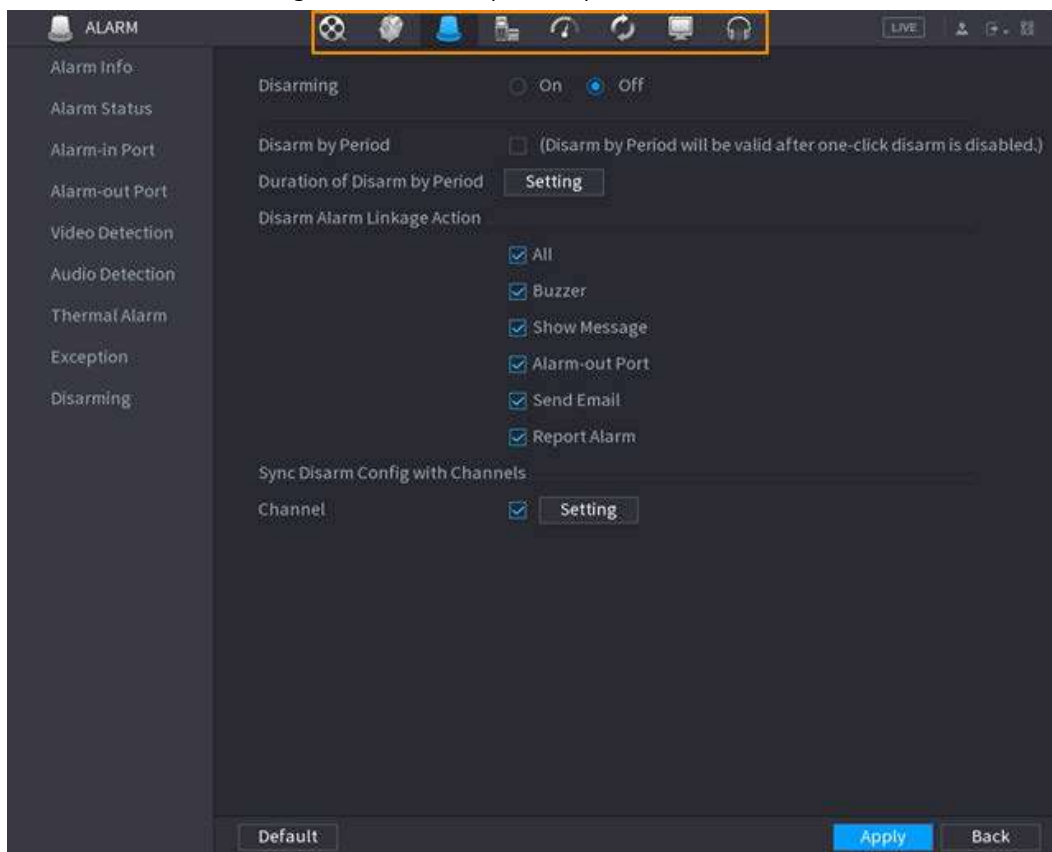 ALARM
LIVE
Alarm Info
Alarm Status
Alarm-in Port
Alarm-out Port
Video Detection
Audio Detection
Thermal Alarm
Exception
Disarming
Disarming On Off
Disarm by Period (Disarm by Period will be valid after one-click disarm is disabled.)
Duration of Disarm by Period Setting
Disarm Alarm Linkage Action
All
Buzzer
Show Message
Alarm-out Port
Send Email
Report Alarm
Sync Disarm Config with Channels
Channel Setting
Default Apply Back